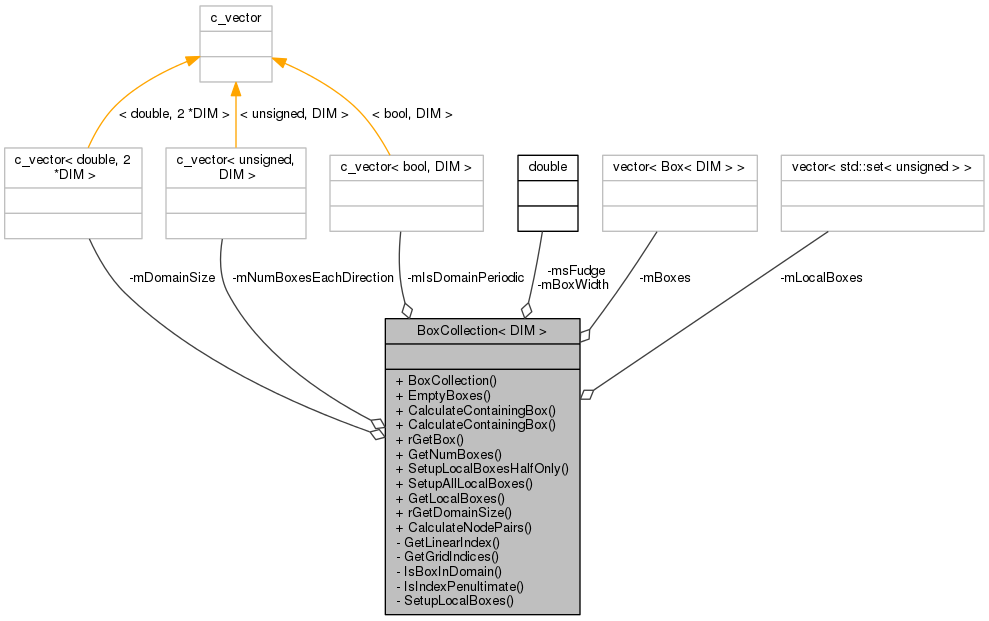 c_vector
< double, 2 *DIM >
< unsigned, DIM >
< bool, DIM >
c_vector< double, 2
*DIM >
c_vector< unsigned,
DIM >
c_vector< bool, DIM >
double
vector< Box< DIM > >
vector< std::set< unsigned > >
-mDomainSize
-mNumBoxesEachDirection
-mIsDomainPeriodic
-msFudge
-mBoxWidth
-mBoxes
-mLocalBoxes
BoxCollection< DIM >
+ BoxCollection()
+ EmptyBoxes()
+ CalculateContainingBox()
+ CalculateContainingBox()
+ rGetBox()
+ GetNumBoxes()
+ SetupLocalBoxesHalfOnly()
+ SetupAllLocalBoxes()
+ GetLocalBoxes()
+ rGetDomainSize()
+ CalculateNodePairs()
- GetLinearIndex()
- GetGridIndices()
- IsBoxInDomain()
- IsIndexPenultimate()
- SetupLocalBoxes()